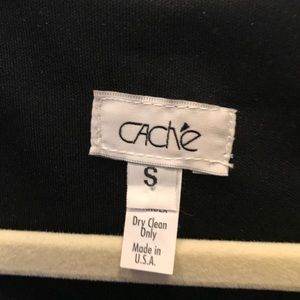 cAché
S
Dry Clean
Only
Made in
U.S.A.